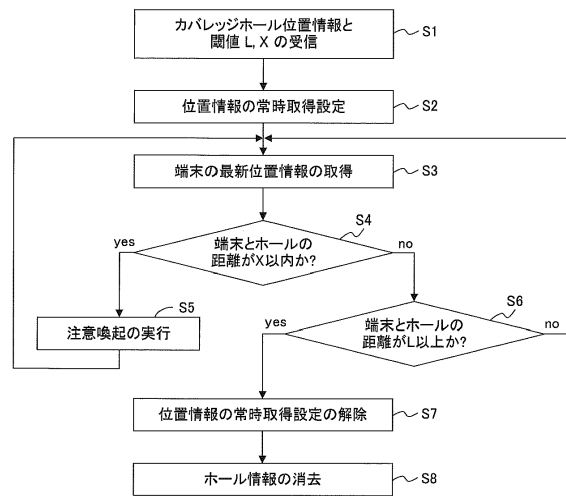 カバレッジホール位置情報と
閾値 L, X の受信
S1
位置情報の常時取得設定
S2
端末の最新位置情報の取得
S3
S4
端末とホールの
距離がX以内か?
yes
no
S5
注意喚起の実行
S6
端末とホールの
距離がL以上か?
yes
no
位置情報の常時取得設定の解除
S7
ホール情報の消去
S8